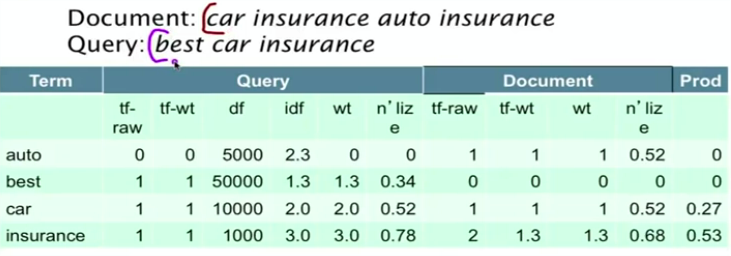 Document: car insurance auto insurance
Query: best car insurance
Term Query Document Prod
tf-raw tf-wt df idf wt n'lize tf-raw tf-wt wt n'lize
auto 0 0 5000 2.3 0 0 1 1 1 0.52 0
best 1 1 50000 1.3 1.3 0.34 0 0 0 0 0
car 1 1 10000 2.0 2.0 0.52 1 1 1 0.52 0.27
insurance 1 1 1000 3.0 3.0 0.78 2 1.3 1.3 0.68 0.53